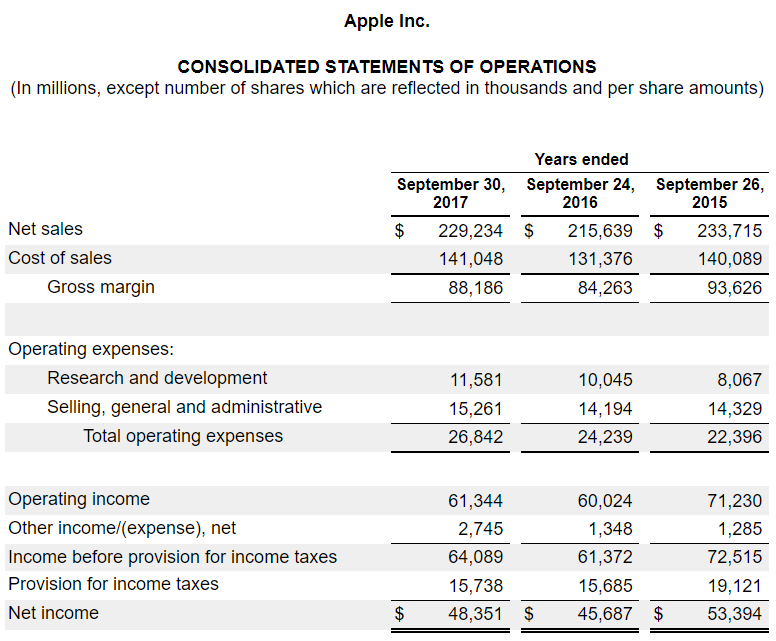 Apple Inc.
CONSOLIDATED STATEMENTS OF OPERATIONS
(In millions, except number of shares which are reflected in thousands and per share amounts)
Years ended
September 30, 2017 September 24, 2016 September 26, 2015
Net sales $ 229,234 $ 215,639 $ 233,715
Cost of sales 141,048 131,376 140,089
Gross margin 88,186 84,263 93,626
Operating expenses:
Research and development 11,581 10,045 8,067
Selling, general and administrative 15,261 14,194 14,329
Total operating expenses 26,842 24,239 22,396
Operating income 61,344 60,024 71,230
Other income/(expense), net 2,745 1,348 1,285
Income before provision for income taxes 64,089 61,372 72,515
Provision for income taxes 15,738 15,685 19,121
Net income $ 48,351 $ 45,687 $ 53,394